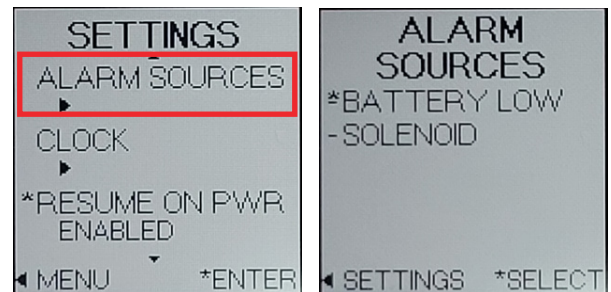 SETTINGS
ALARM SOURCES
CLOCK
*RESUME ON PWR
ENABLED
MENU *ENTER
ALARM
SOURCES
*BATTERY LOW
-SOLENOID
SETTINGS *SELECT